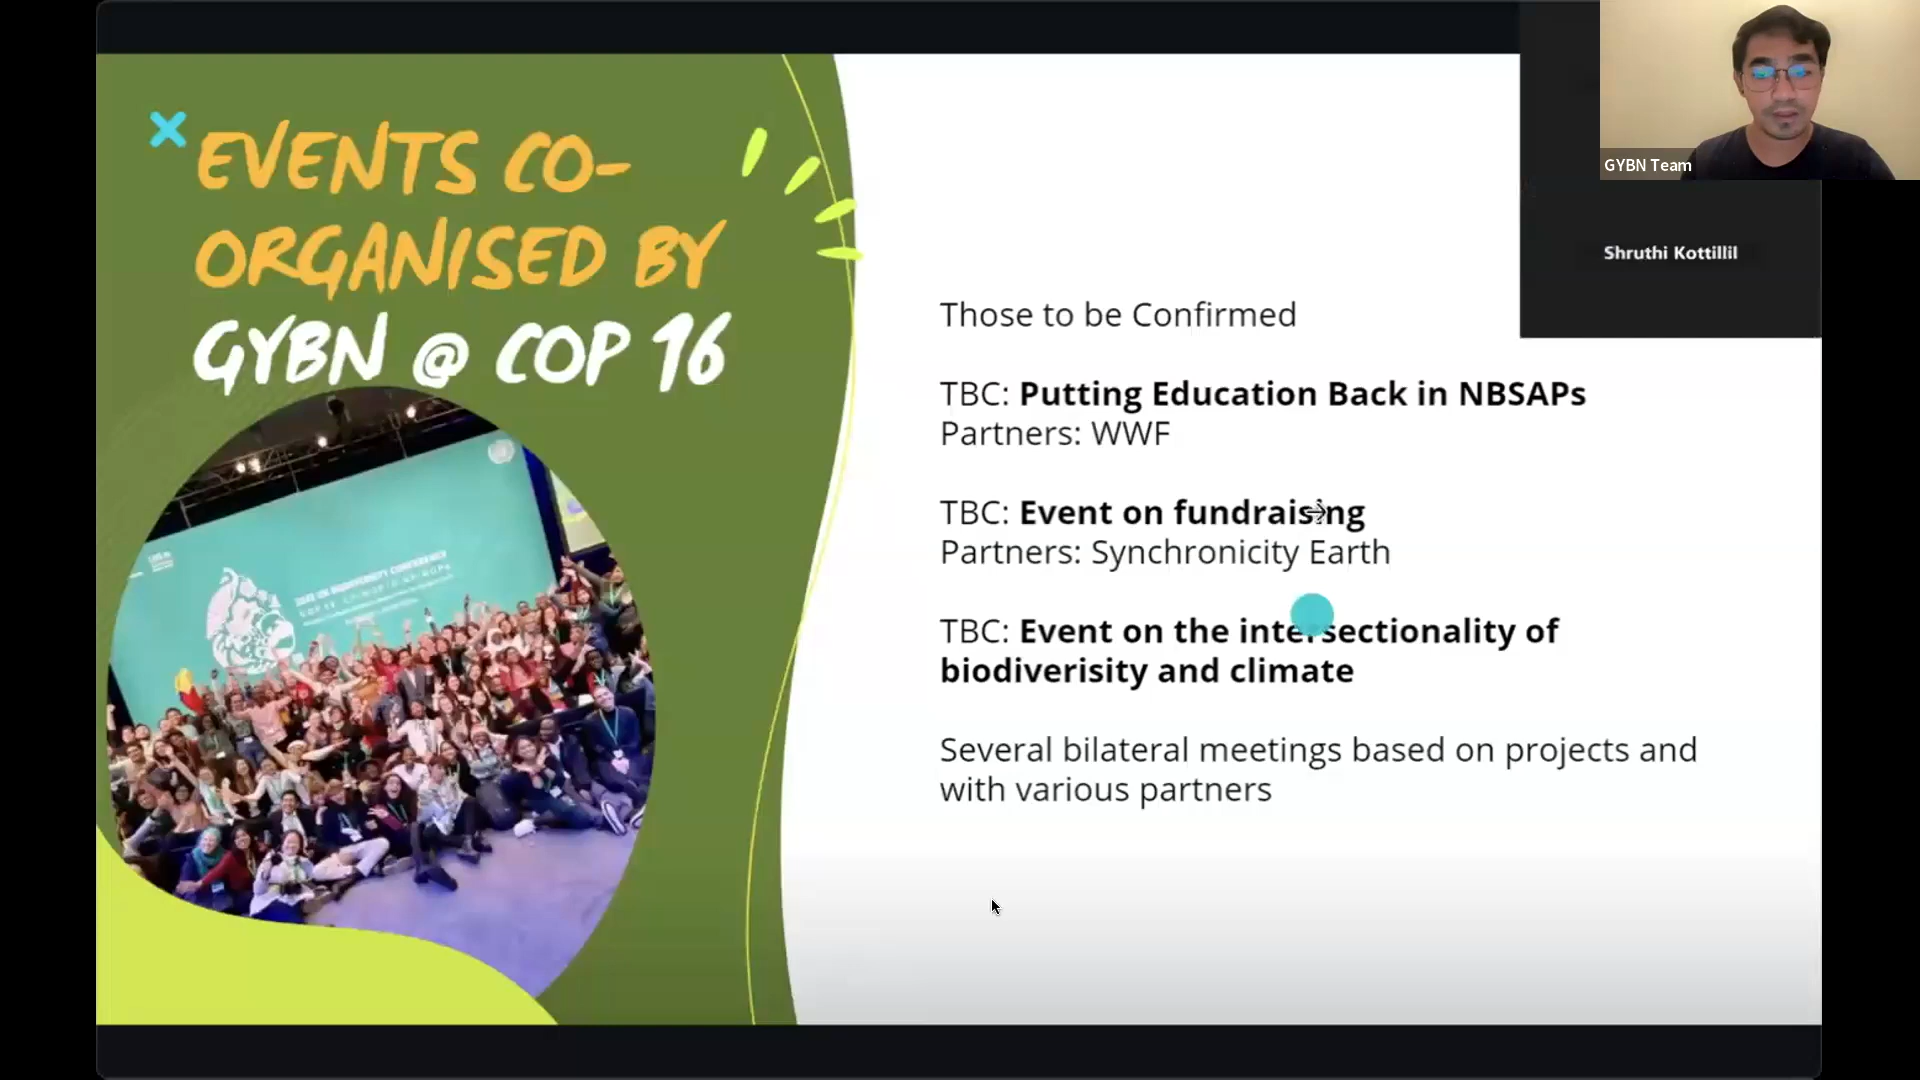 EVENTS CO-
ORGANISED BY
GYBN @ COP 16
Those to be Confirmed
TBC: Putting Education Back in NBSAPs
Partners: WWF
TBC: Event on fundraising
Partners: Synchronicity Earth
TBC: Event on the intersectionality of
biodiverisity and climate
Several bilateral meetings based on projects and
with various partners
GYBN Team
Shruthi Kottillil